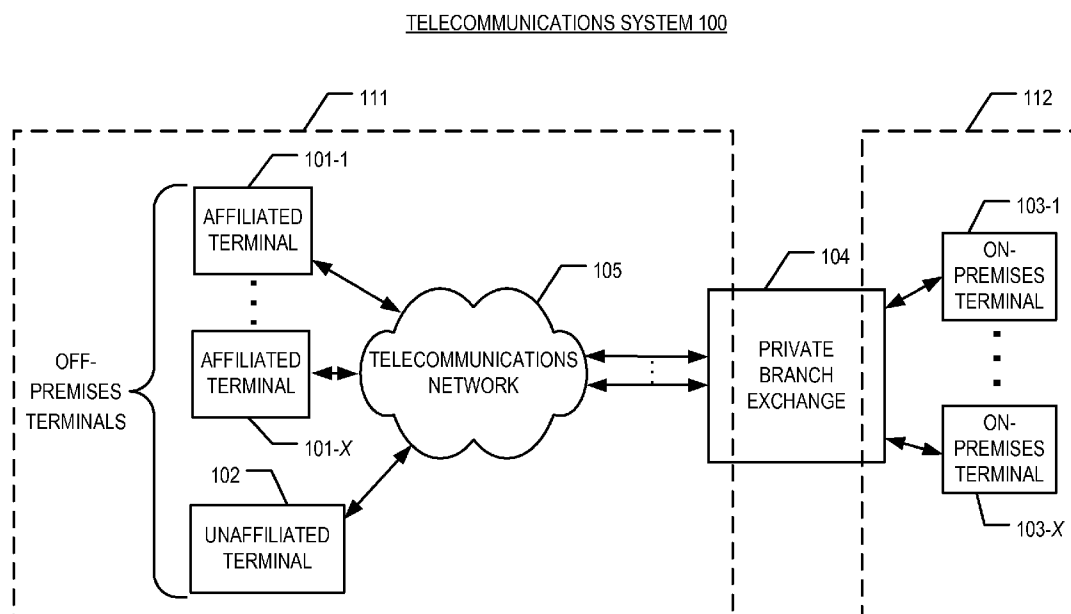 TELECOMMUNICATIONS SYSTEM 100
111
112
101-1
AFFILIATED
TERMINAL
103-1
ON-
PREMISES
TERMINAL
105
104
OFF-
PREMISES
TERMINALS
AFFILIATED
TERMINAL
TELECOMMUNICATIONS
NETWORK
PRIVATE
BRANCH
EXCHANGE
101-X
ON-
PREMISES
TERMINAL
102
UNAFFILIATED
TERMINAL
103-X